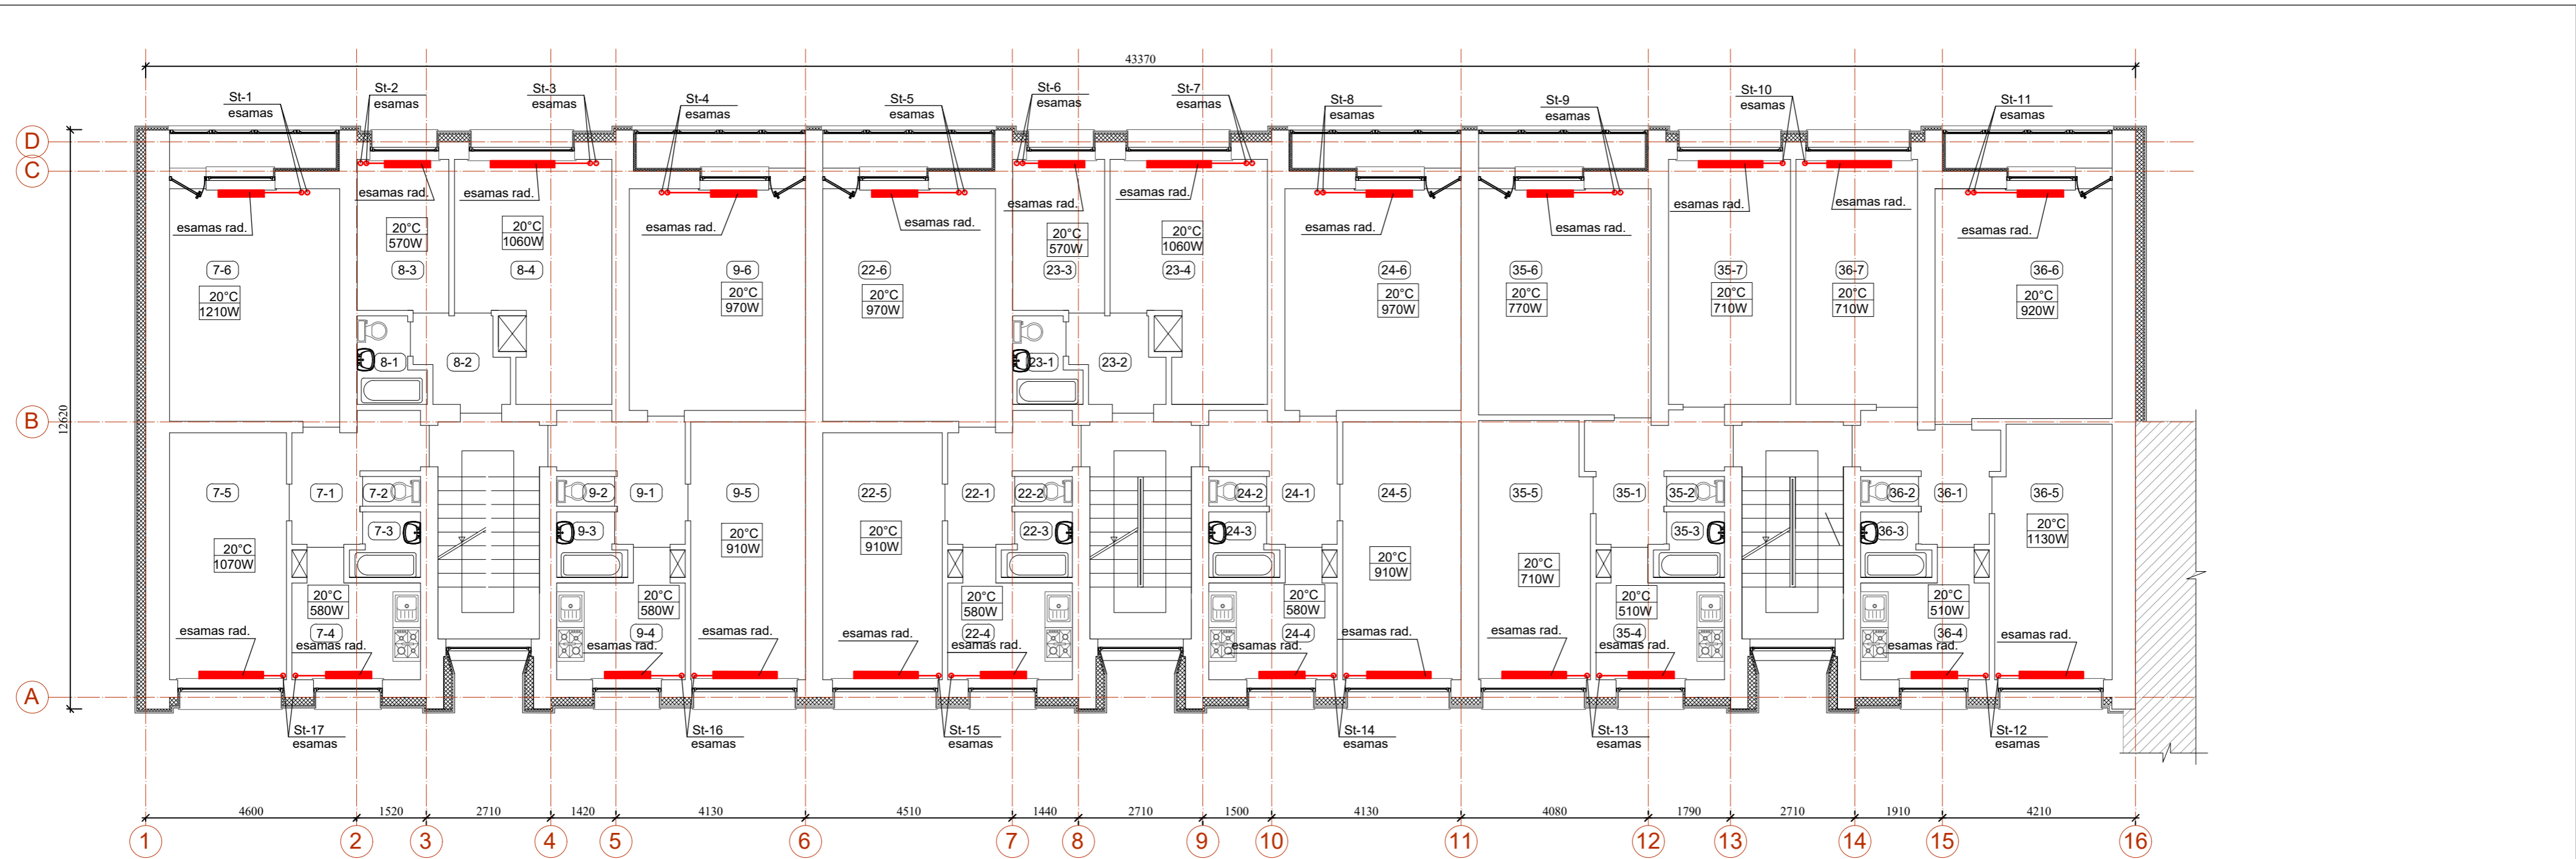 43370
St-1
esamas
St-2
esamas
St-3
esamas
St-4
esamas
St-5
esamas
St-6
esamas
St-7
esamas
St-8
esamas
St-9
esamas
St-10
esamas
St-11
esamas
D
C
B
A
12620
esamas rad.
esamas rad.
esamas rad.
esamas rad.
esamas rad.
esamas rad.
esamas rad.
esamas rad.
esamas rad.
esamas rad.
esamas rad.
esamas rad.
7-6
20°C
1210W
20°C
570W
8-3
20°C
1060W
8-4
9-6
20°C
970W
22-6
20°C
970W
20°C
570W
23-3
20°C
1060W
23-4
24-6
20°C
970W
35-6
20°C
770W
35-7
20°C
710W
36-7
20°C
710W
36-6
20°C
920W
8-1
8-2
23-1
23-2
7-5
7-1
7-2
7-3
9-2
9-3
9-1
9-5
22-5
22-1
22-2
22-3
24-2
24-3
24-1
24-5
35-5
35-1
35-2
35-3
36-2
36-3
36-1
36-5
20°C
1070W
20°C
580W
7-4
20°C
580W
9-4
20°C
910W
20°C
910W
20°C
580W
22-4
20°C
580W
24-4
20°C
910W
20°C
710W
20°C
510W
35-4
20°C
510W
36-4
20°C
1130W
esamas rad.
esamas rad.
esamas rad.
esamas rad.
esamas rad.
esamas rad.
esamas rad.
esamas rad.
esamas rad.
esamas rad.
esamas rad.
esamas rad.
St-17
esamas
St-16
esamas
St-15
esamas
St-14
esamas
St-13
esamas
St-12
esamas
4600
1520
2710
1420
4130
4510
1440
2710
1500
4130
4080
1790
2710
1910
4210
1
2
3
4
5
6
7
8
9
10
11
12
13
14
15
16